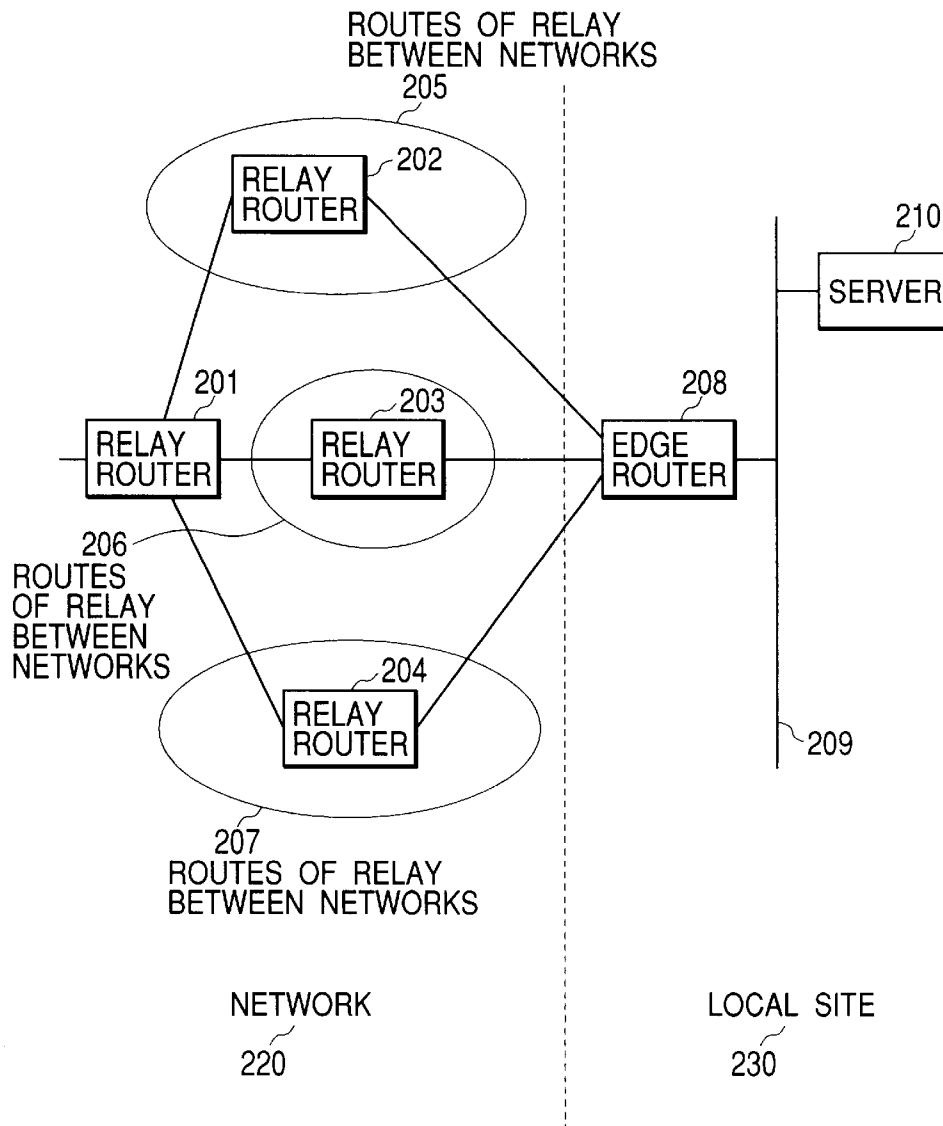 ROUTES OF RELAY
BETWEEN NETWORKS
205
202
RELAY
ROUTER
210
SERVER
201
RELAY
ROUTER
203
RELAY
ROUTER
208
EDGE
ROUTER
206
ROUTES
OF RELAY
BETWEEN
NETWORKS
204
RELAY
ROUTER
209
207
ROUTES OF RELAY
BETWEEN NETWORKS
NETWORK
220
LOCAL SITE
230